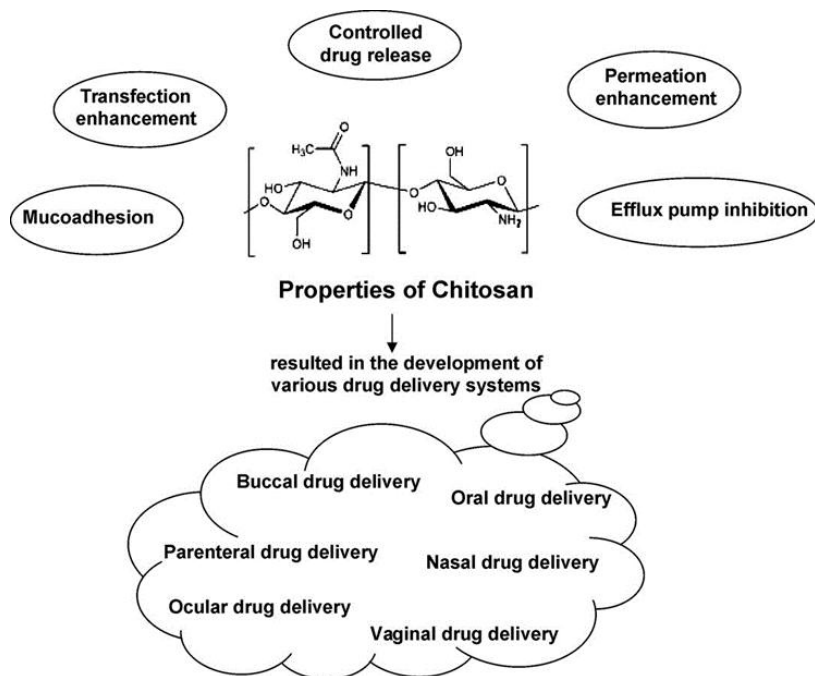 Controlled
drug release
Transfection
enhancement
Permeation
enhancement
Mucoadhesion
Efflux pump inhibition
O
H₃C
NH
HO
O
O
OH
O
OH
O
HO
NH₂
Properties of Chitosan
resulted in the development of
various drug delivery systems
Buccal drug delivery
Oral drug delivery
Parenteral drug delivery
Nasal drug delivery
Ocular drug delivery
Vaginal drug delivery